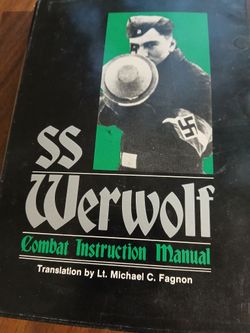 SS
Werwolf
Combat Instruction Manual
Translation by Lt. Michael C. Fagnon